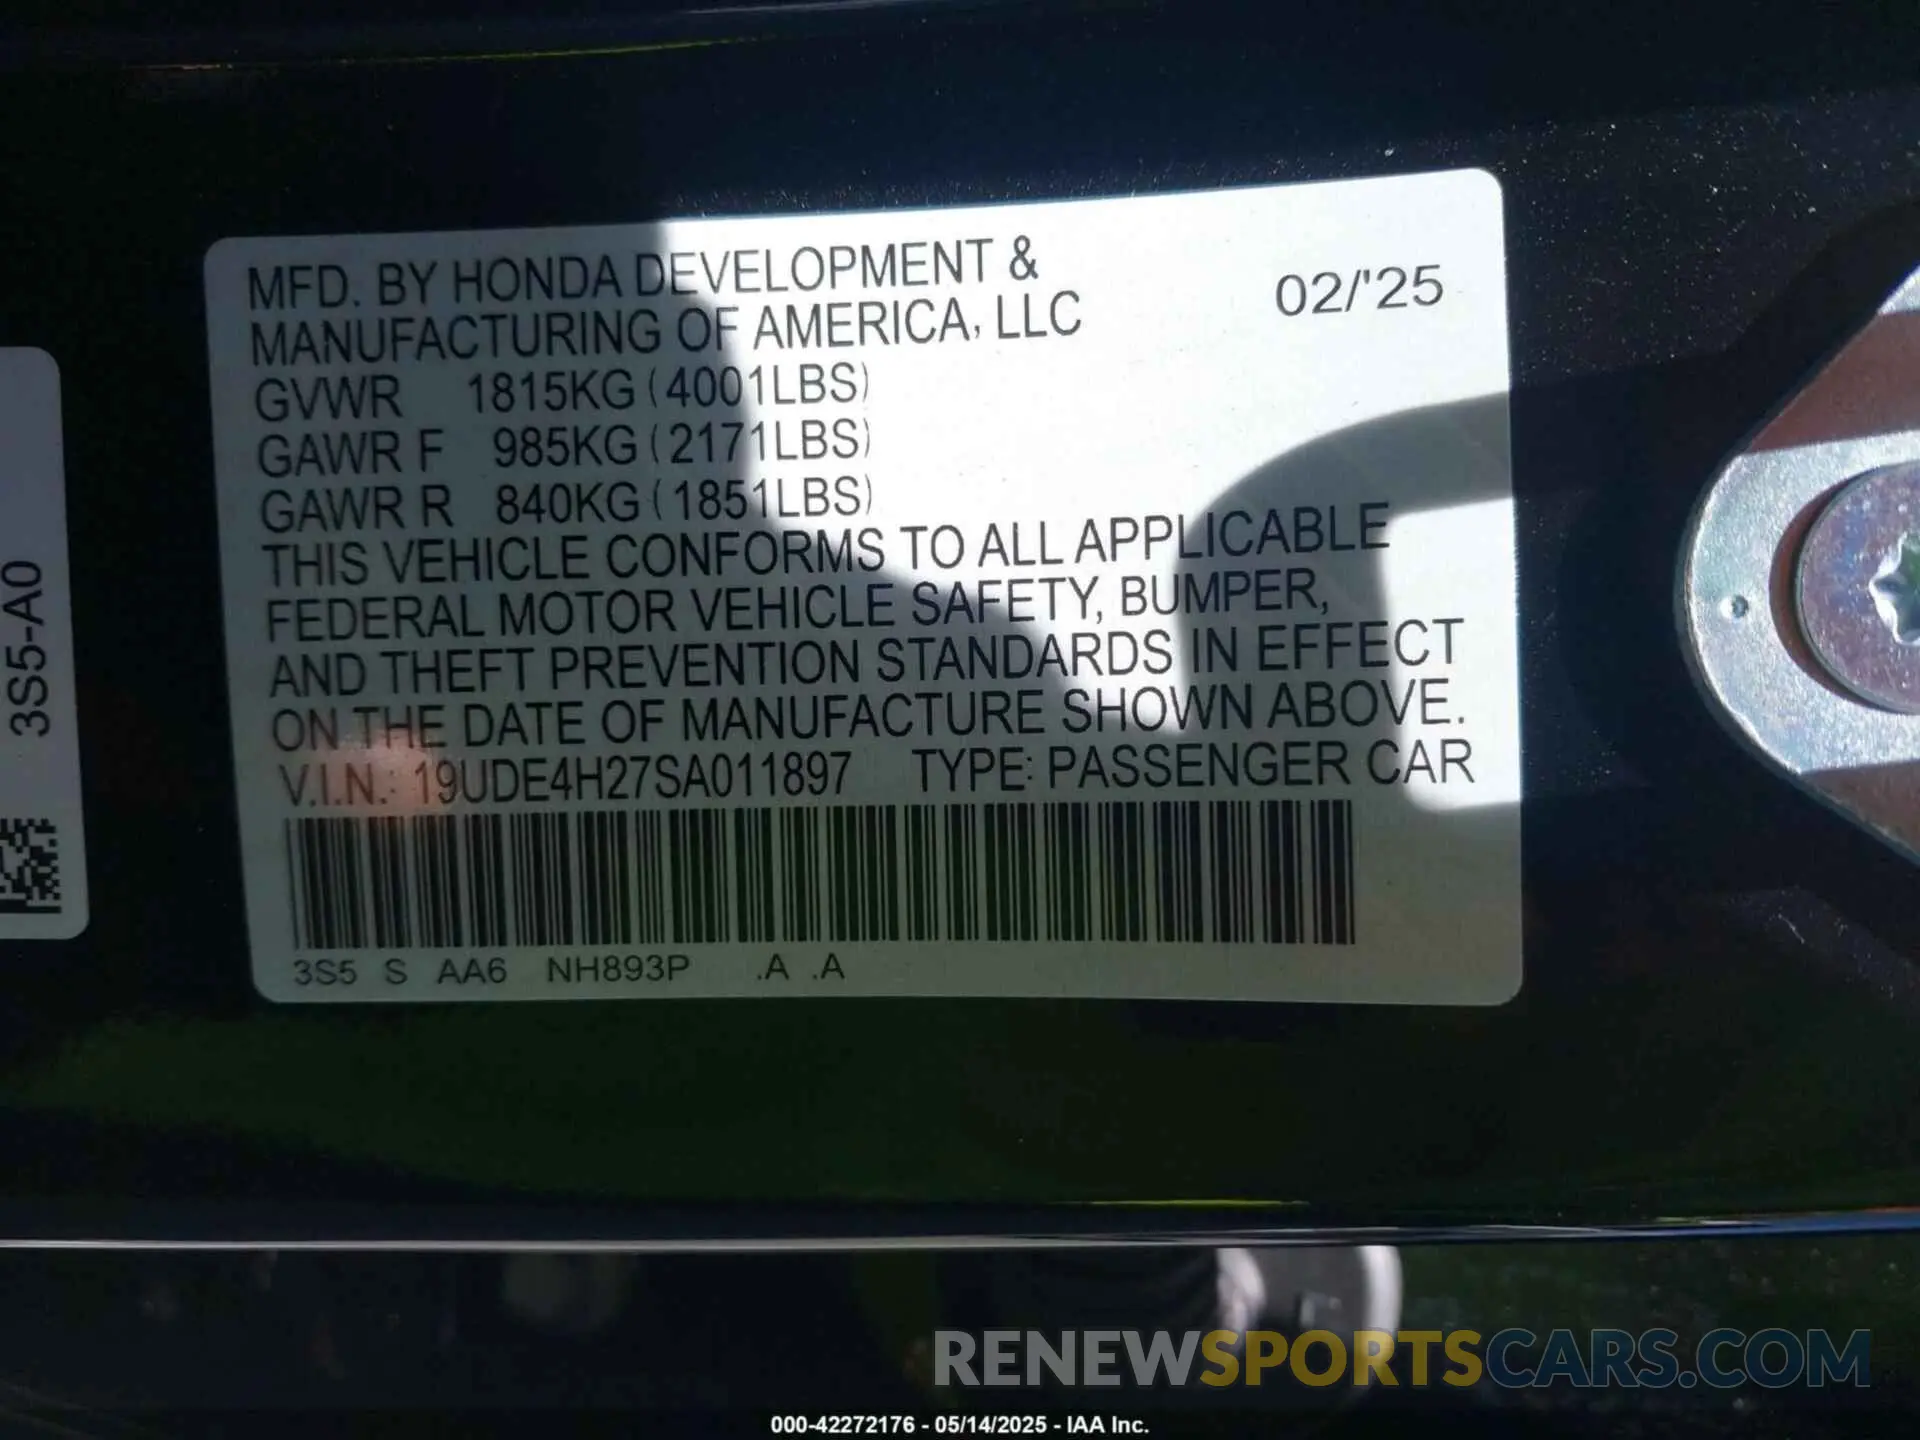 MFD. BY HONDA DEVELOPMENT &
MANUFACTURING OF AMERICA, LLC
02/'25
GVWR 1815KG (4001LBS)
GAWR F 985KG (2171LBS)
GAWR R 840KG (1851LBS)
THIS VEHICLE CONFORMS TO ALL APPLICABLE
FEDERAL MOTOR VEHICLE SAFETY, BUMPER,
AND THEFT PREVENTION STANDARDS IN EFFECT
ON THE DATE OF MANUFACTURE SHOWN ABOVE.
V.I.N.: 19UDE4H27SA011897 TYPE: PASSENGER CAR
3S5 S AA6 NH893P .A .A
3S5-A0
RENEWSPORTSCARS.COM
000-42272176 - 05/14/2025 - IAA Inc.